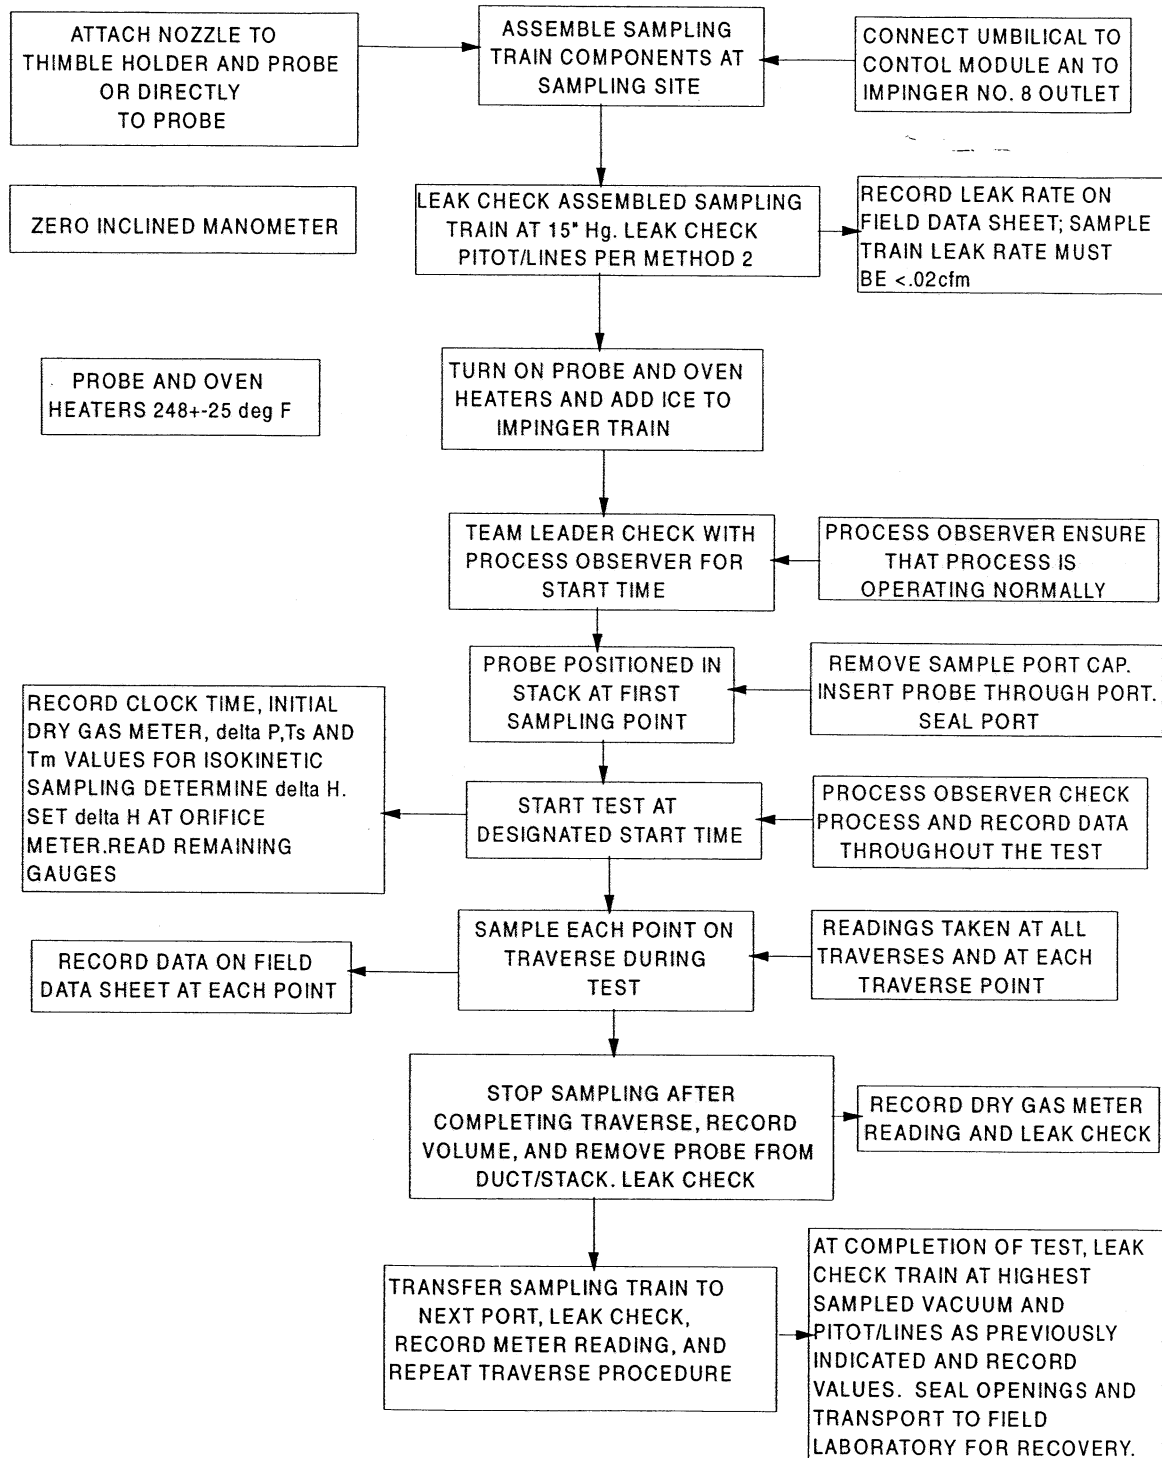 ATTACH NOZZLE TO
THIMBLE HOLDER AND PROBE
OR DIRECTLY
TO PROBE
ASSEMBLE SAMPLING
TRAIN COMPONENTS AT
SAMPLING SITE
CONNECT UMBILICAL TO
CONTOL MODULE AN TO
IMPINGER NO. 8 OUTLET
ZERO INCLINED MANOMETER
LEAK CHECK ASSEMBLED SAMPLING
TRAIN AT 15" Hg. LEAK CHECK
PITOT/LINES PER METHOD 2
RECORD LEAK RATE ON
FIELD DATA SHEET; SAMPLE
TRAIN LEAK RATE MUST
BE <.02cfm
PROBE AND OVEN
HEATERS 248+-25 deg F
TURN ON PROBE AND OVEN
HEATERS AND ADD ICE TO
IMPINGER TRAIN
TEAM LEADER CHECK WITH
PROCESS OBSERVER FOR
START TIME
PROCESS OBSERVER ENSURE
THAT PROCESS IS
OPERATING NORMALLY
PROBE POSITIONED IN
STACK AT FIRST
SAMPLING POINT
REMOVE SAMPLE PORT CAP.
INSERT PROBE THROUGH PORT.
SEAL PORT
RECORD CLOCK TIME, INITIAL
DRY GAS METER, delta P,Ts AND
Tm VALUES FOR ISOKINETIC
SAMPLING DETERMINE delta H.
SET delta H AT ORIFICE
METER.READ REMAINING
GAUGES
START TEST AT
DESIGNATED START TIME
PROCESS OBSERVER CHECK
PROCESS AND RECORD DATA
THROUGHOUT THE TEST
RECORD DATA ON FIELD
DATA SHEET AT EACH POINT
SAMPLE EACH POINT ON
TRAVERSE DURING
TEST
READINGS TAKEN AT ALL
TRAVERSES AND AT EACH
TRAVERSE POINT
STOP SAMPLING AFTER
COMPLETING TRAVERSE, RECORD
VOLUME, AND REMOVE PROBE FROM
DUCT/STACK. LEAK CHECK
RECORD DRY GAS METER
READING AND LEAK CHECK
TRANSFER SAMPLING TRAIN TO
NEXT PORT, LEAK CHECK,
RECORD METER READING, AND
REPEAT TRAVERSE PROCEDURE
AT COMPLETION OF TEST, LEAK
CHECK TRAIN AT HIGHEST
SAMPLED VACUUM AND
PITOT/LINES AS PREVIOUSLY
INDICATED AND RECORD
VALUES. SEAL OPENINGS AND
TRANSPORT TO FIELD
LABORATORY FOR RECOVERY.